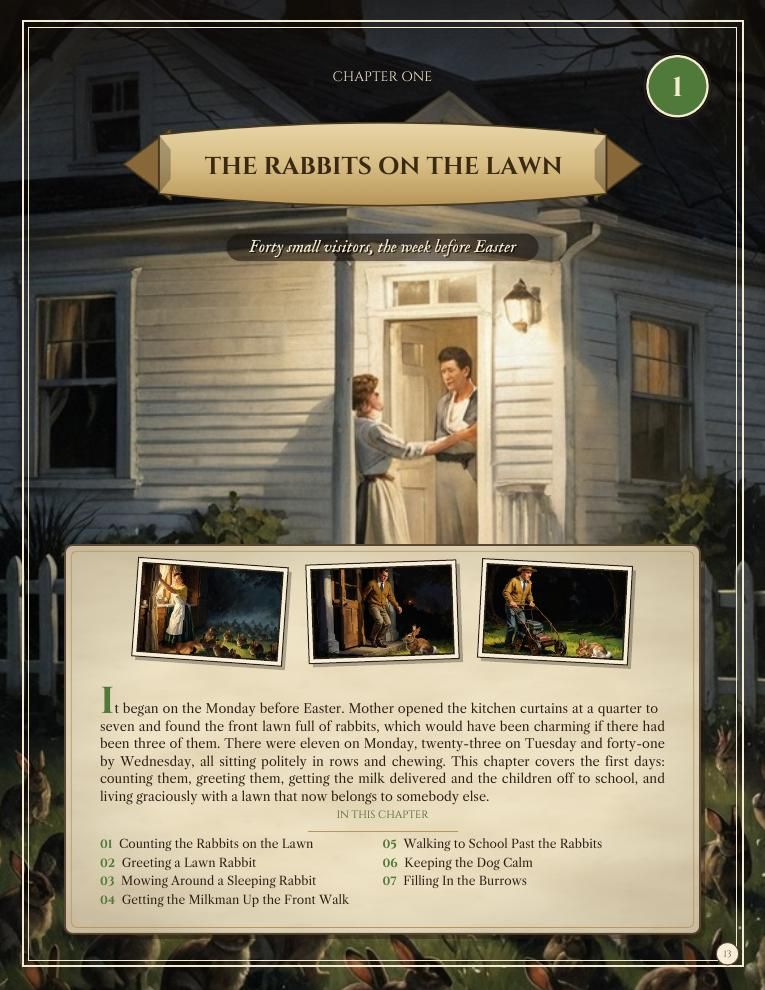 CHAPTER ONE
1
THE RABBITS ON THE LAWN
Forty small visitors, the week before Easter
It began on the Monday before Easter. Mother opened the kitchen curtains at a quarter to
seven and found the front lawn full of rabbits, which would have been charming if there had
been three of them. There were eleven on Monday, twenty-three on Tuesday and forty-one
by Wednesday, all sitting politely in rows and chewing. This chapter covers the first days:
counting them, greeting them, getting the milk delivered and the children off to school, and
living graciously with a lawn that now belongs to somebody else.
IN THIS CHAPTER
01 Counting the Rabbits on the Lawn
02 Greeting a Lawn Rabbit
03 Mowing Around a Sleeping Rabbit
04 Getting the Milkman Up the Front Walk
05 Walking to School Past the Rabbits
06 Keeping the Dog Calm
07 Filling In the Burrows
13